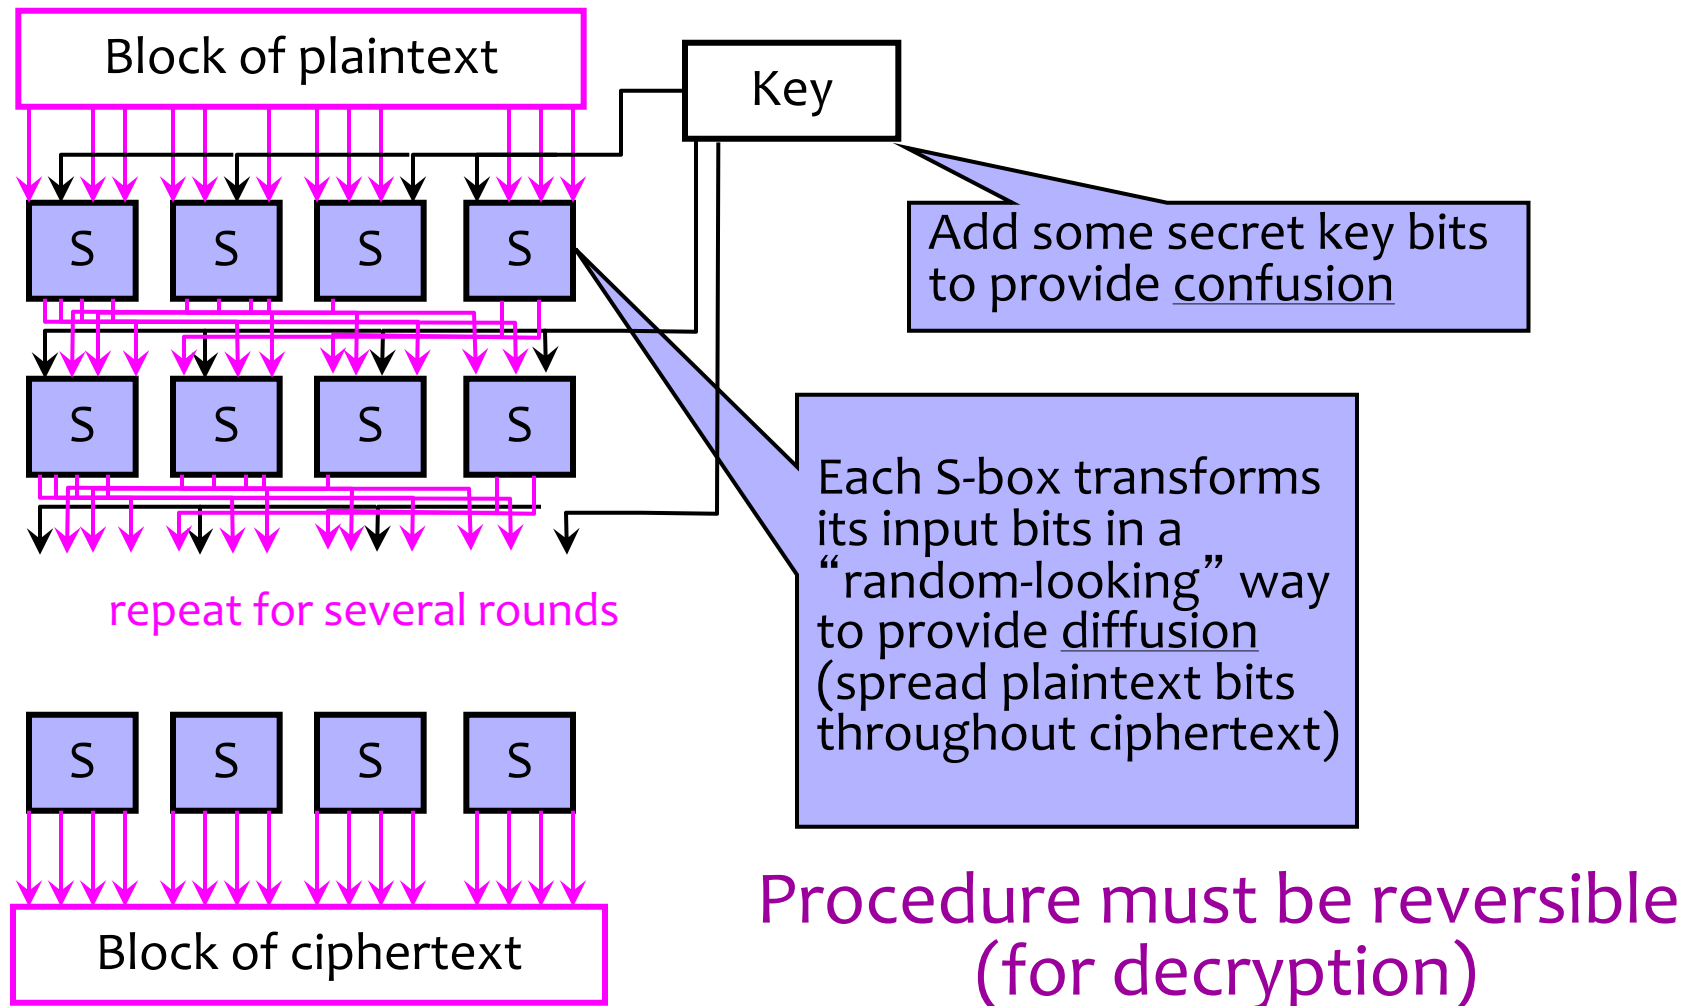 Block of plaintext
Key
Add some secret key bits
to provide confusion
S S S S
S S S S
Each S-box transforms
its input bits in a
“random-looking” way
to provide diffusion
(spread plaintext bits
throughout ciphertext)
repeat for several rounds
S S S S
Block of ciphertext
Procedure must be reversible
(for decryption)